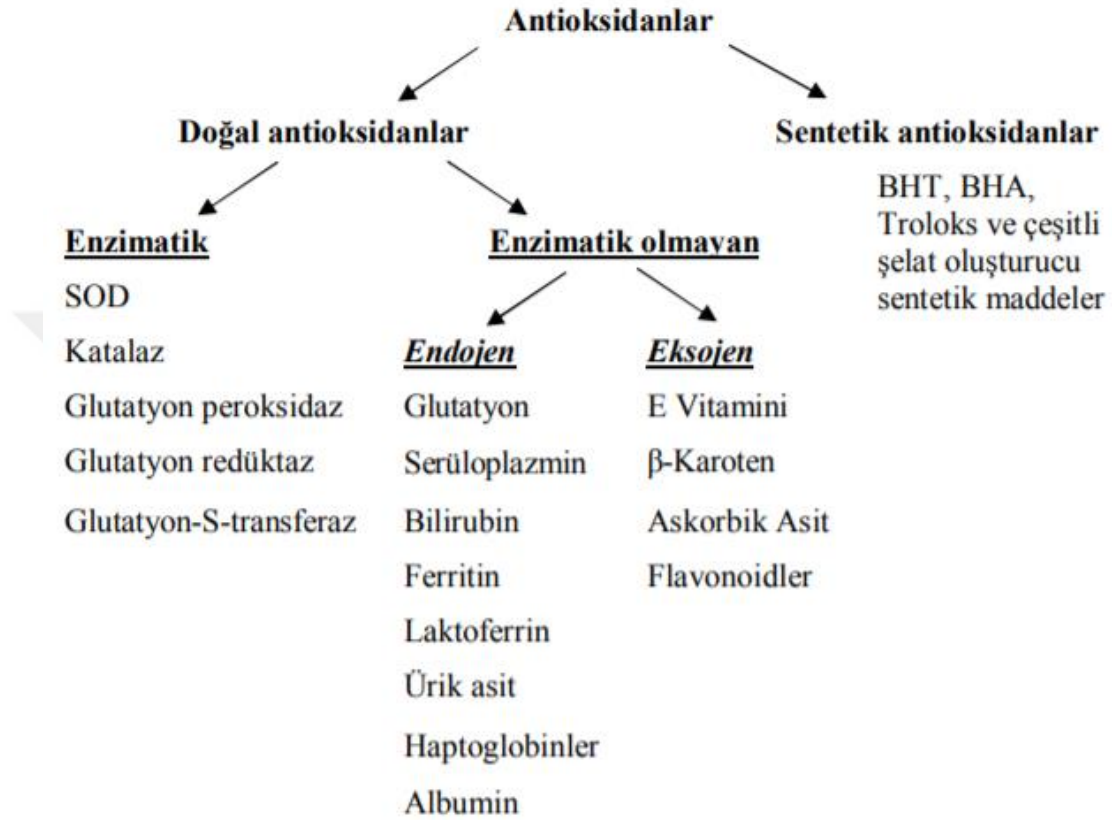 Antioksidanlar
Doğal antioksidanlar
Sentetik antioksidanlar
BHT, BHA,
Troloks ve çeşitli
şelat oluşturucu
sentetik maddeler
Enzimatik
SOD
Katalaz
Glutatyon peroksidaz
Glutatyon redüktaz
Glutatyon-S-transferaz
Enzimatik olmayan
Endojen
Glutatyon
Serüloplazmin
Bilirubin
Ferritin
Laktoferrin
Ürik asit
Haptoglobinler
Albumin
Eksojen
E Vitamini
β-Karoten
Askorbik Asit
Flavonoidler